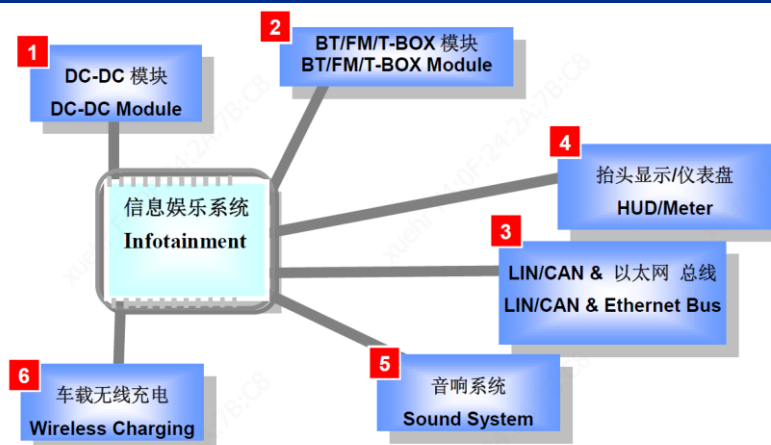 1
DC-DC 模块
DC-DC Module
2
BT/FM/T-BOX 模块
BT/FM/T-BOX Module
信息娱乐系统
Infotainment
4
抬头显示/仪表盘
HUD/Meter
3
LIN/CAN & 以太网 总线
LIN/CAN & Ethernet Bus
6
车载无线充电
Wireless Charging
5
音响系统
Sound System